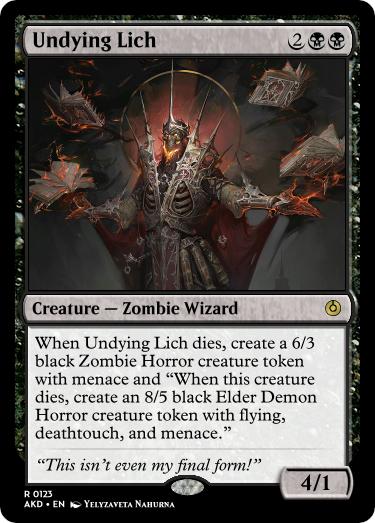 Undying Lich 2
Creature — Zombie Wizard
When Undying Lich dies, create a 6/3
black Zombie Horror creature token
with menace and “When this creature
dies, create an 8/5 black Elder Demon
Horror creature token with flying,
deathtouch, and menace.”
“This isn’t even my final form!”
4/1
R 0123
AKD • EN Yelyzaveta Nahurna